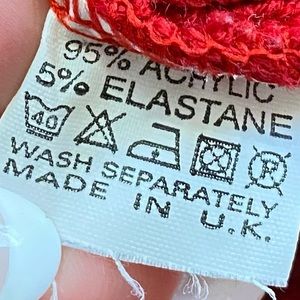 95% ACRYLIC
5% ELASTANE
40 P
WASH SEPARATELY
MADE IN U.K.